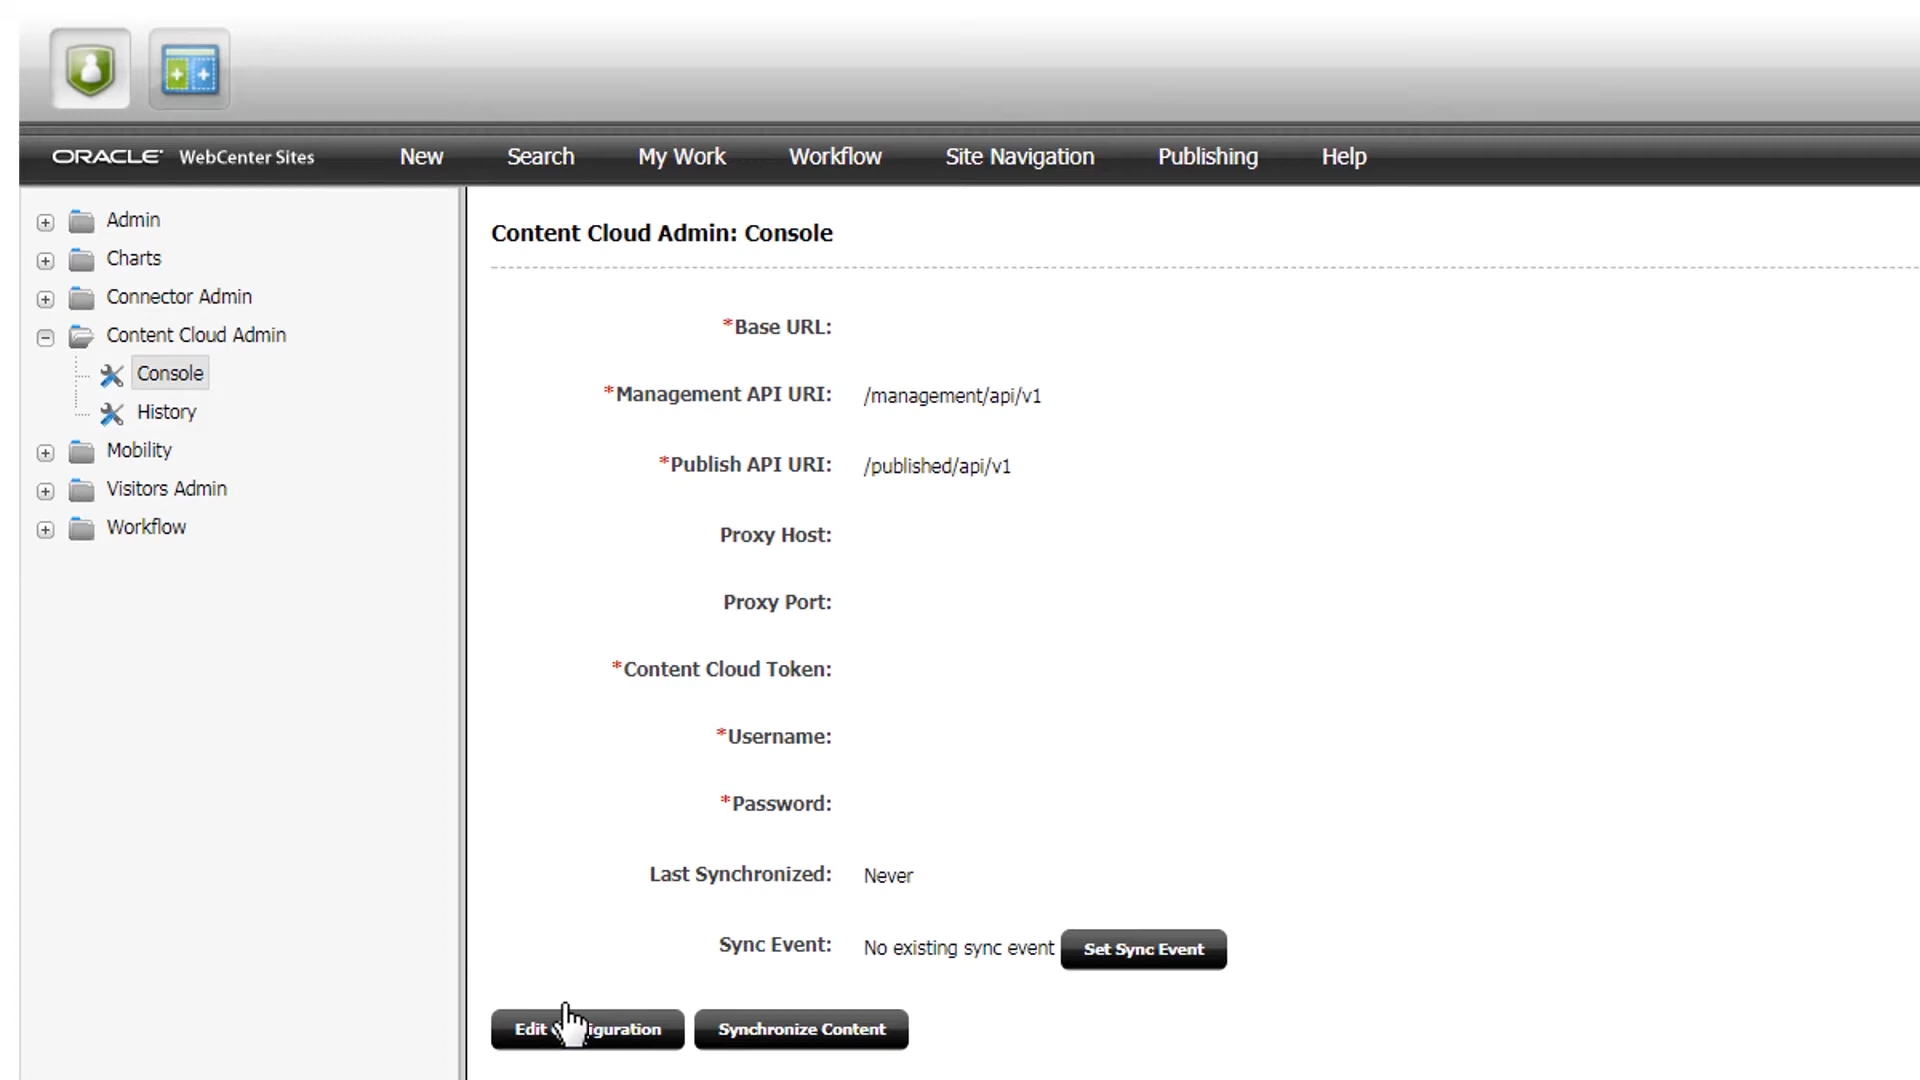 ORACLE WebCenter Sites New Search My Work Workflow Site Navigation Publishing Help
Admin
Charts
Connector Admin
Content Cloud Admin
Console
History
Mobility
Visitors Admin
Workflow
Content Cloud Admin: Console
*Base URL:
*Management API URI: /management/api/v1
*Publish API URI: /published/api/v1
Proxy Host:
Proxy Port:
*Content Cloud Token:
*Username:
*Password:
Last Synchronized: Never
Sync Event: No existing sync event Set Sync Event
Edit Configuration Synchronize Content